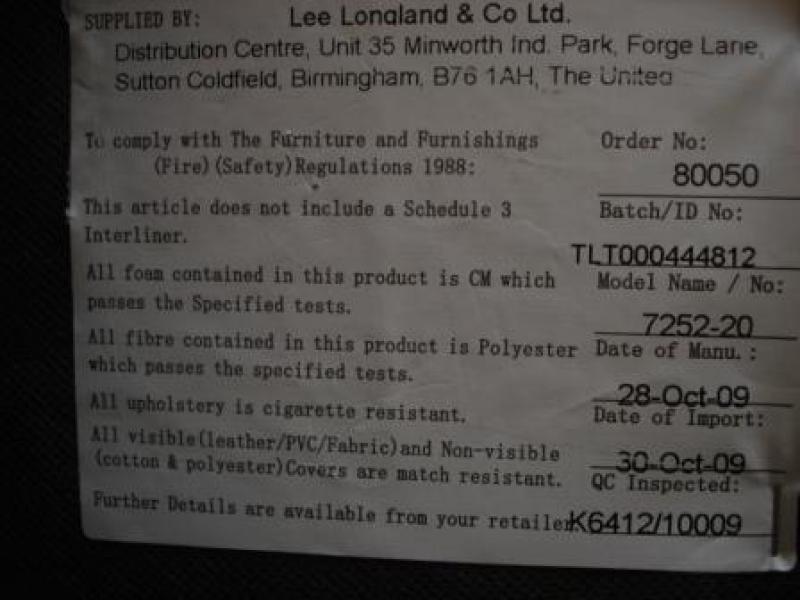 SUPPLIED BY: Lee Longland & Co Ltd.
Distribution Centre, Unit 35 Minworth Ind. Park, Forge Lane,
Sutton Coldfield, Birmingham, B76 1AH, The United
To comply with The Furniture and Furnishings
(Fire)(Safety)Regulations 1988:
This article does not include a Schedule 3
Interliner.
All foam contained in this product is CM which
passes the Specified tests.
All fibre contained in this product is Polyester
which passes the specified tests.
All upholstery is cigarette resistant.
All visible(leather/PVC/Fabric)and Non-visible
(cotton & polyester)Covers are match resistant.
Further Details are available from your retailer
Order No:
80050
Batch/ID No:
TLT000444812
Model Name / No:
7252-20
Date of Manu.:
28-Oct-09
Date of Import:
30-Oct-09
QC Inspected:
K6412/10009